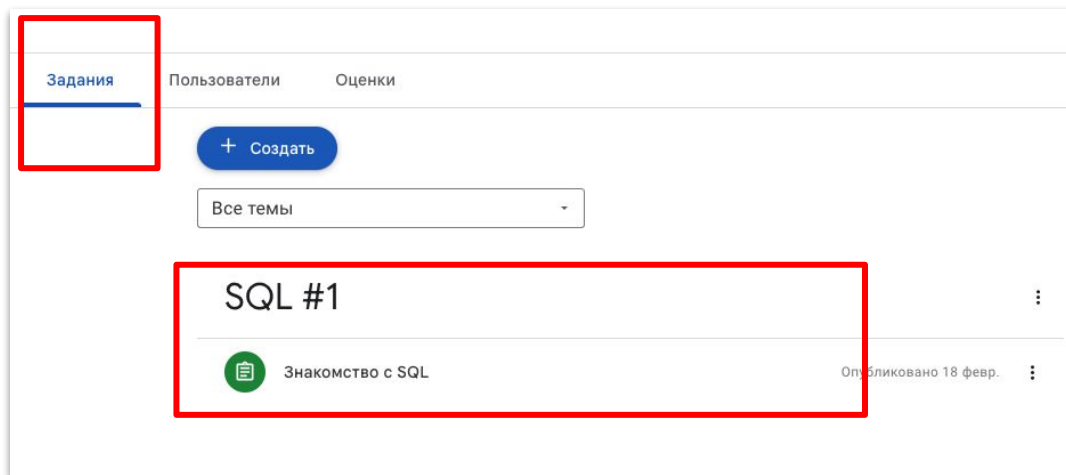 Задания Пользователи Оценки
+ Создать
Все темы
SQL #1
Знакомство с SQL Опубликовано 18 февр.